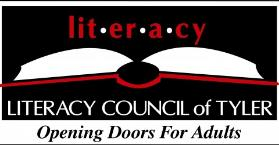 lit•er•a•cy
LITERACY COUNCIL of TYLER
Opening Doors For Adults